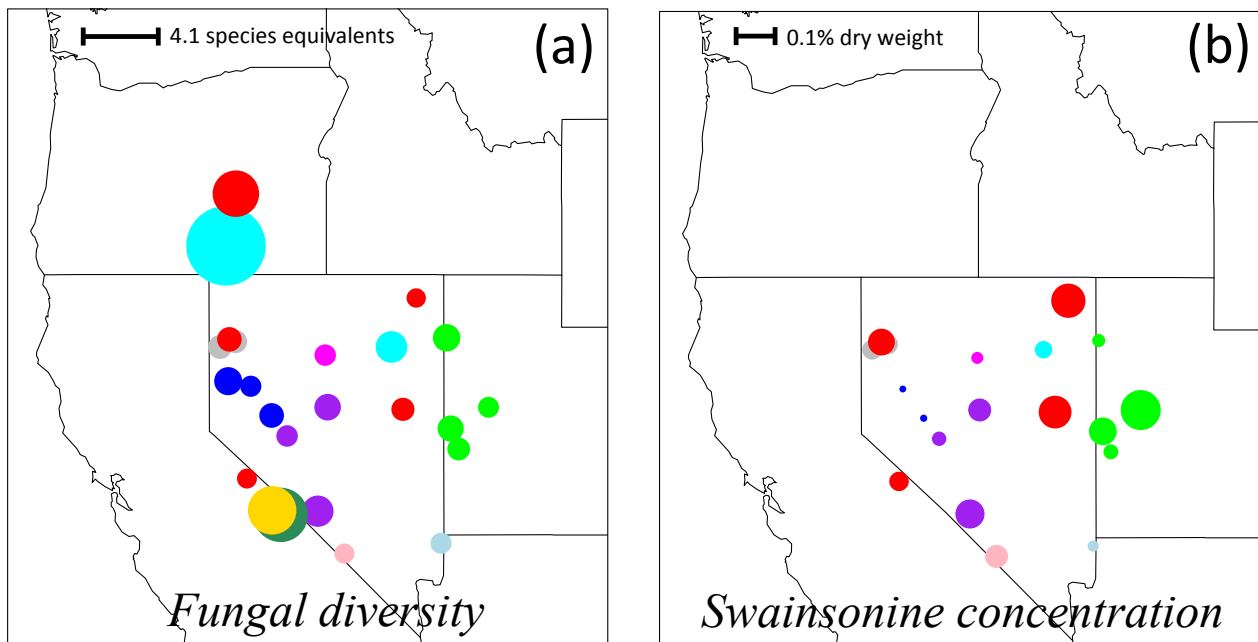 4.1 species equivalents
(a)
Fungal diversity
0.1% dry weight
(b)
Swainsonine concentration